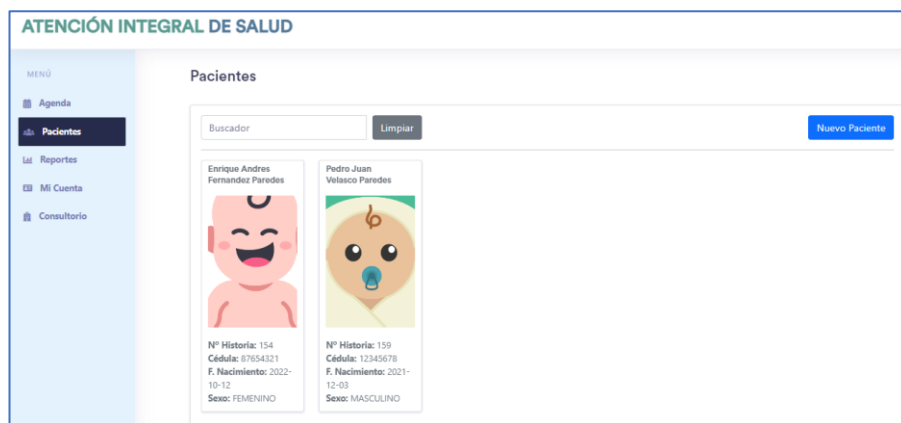 ATENCIÓN INTEGRAL DE SALUD
MENÚ
Agenda
Pacientes
Reportes
Mi Cuenta
Consultorio
Pacientes
Buscador
Limpiar
Nuevo Paciente
Enrique Andres
Fernandez Paredes
Nº Historia: 154
Cédula: 87654321
F. Nacimiento: 2022-
10-12
Sexo: FEMENINO
Pedro Juan
Velasco Paredes
Nº Historia: 159
Cédula: 12345678
F. Nacimiento: 2021-
12-03
Sexo: MASCULINO